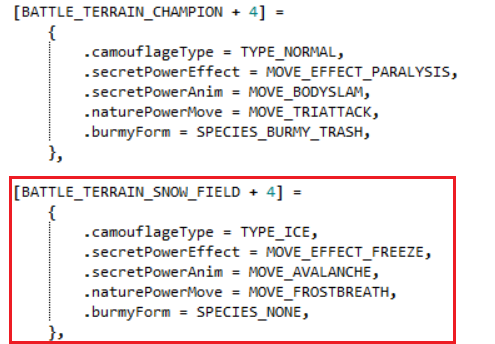 [BATTLE_TERRAIN_CHAMPION + 4] =
{
.camouflageType = TYPE_NORMAL,
.secretPowerEffect = MOVE_EFFECT_PARALYSIS,
.secretPowerAnim = MOVE_BODYSLAM,
.naturePowerMove = MOVE_TRIATTACK,
.burmyForm = SPECIES_BURMY_TRASH,
},
[BATTLE_TERRAIN_SNOW_FIELD + 4] =
{
.camouflageType = TYPE_ICE,
.secretPowerEffect = MOVE_EFFECT_FREEZE,
.secretPowerAnim = MOVE_AVALANCHE,
.naturePowerMove = MOVE_FROSTBREATH,
.burmyForm = SPECIES_NONE,
},